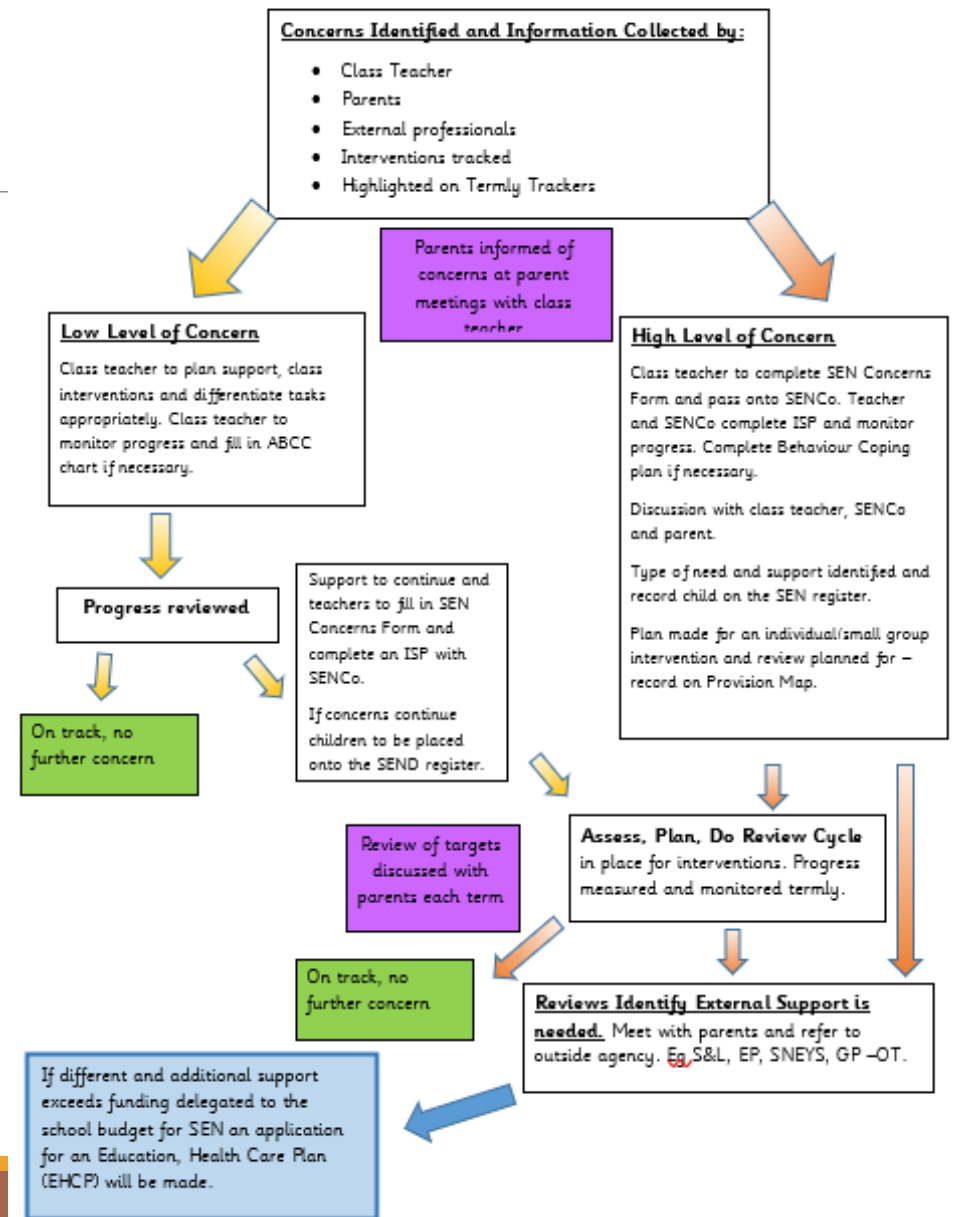 Concerns Identified and Information Collected by:
• Class Teacher
• Parents
• External professionals
• Interventions tracked
• Highlighted on Termly Trackers
Parents informed of
concerns at parent
meetings with class
teacher
Low Level of Concern
Class teacher to plan support, class
interventions and differentiate tasks
appropriately. Class teacher to
monitor progress and fill in ABCC
chart if necessary.
High Level of Concern
Class teacher to complete SEN Concerns
Form and pass onto SENCo. Teacher
and SENCo complete ISP and monitor
progress. Complete Behaviour Coping
plan if necessary.
Discussion with class teacher, SENCo
and parent.
Type of need and support identified and
record child on the SEN register.
Plan made for an individual/small group
intervention and review planned for –
record on Provision Map.
Progress reviewed
Support to continue and
teachers to fill in SEN
Concerns Form and
complete an ISP with
SENCo.
If concerns continue
children to be placed
onto the SEND register.
On track, no
further concern
Assess, Plan, Do Review Cycle
in place for interventions. Progress
measured and monitored termly.
Review of targets
discussed with
parents each term
On track, no
further concern
Reviews Identify External Support is
needed. Meet with parents and refer to
outside agency. Eg S&L, EP, SNEYS, GP –OT.
If different and additional support
exceeds funding delegated to the
school budget for SEN an application
for an Education, Health Care Plan
(EHCP) will be made.